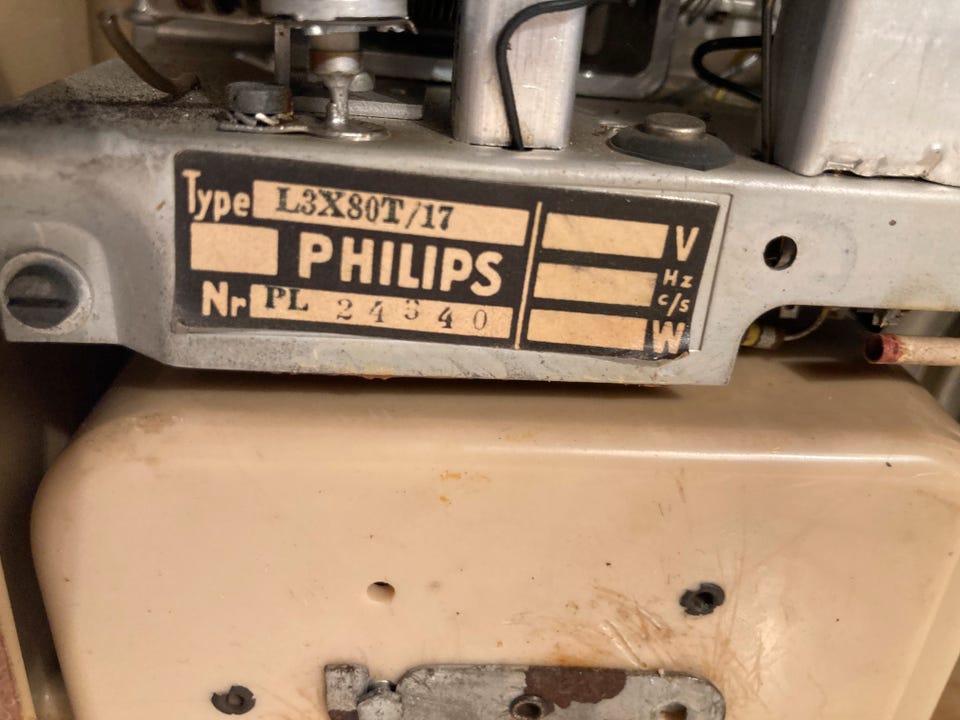 Type L3X80T/17
PHILIPS
Nr PL 24340
V
Hz
c/s
W